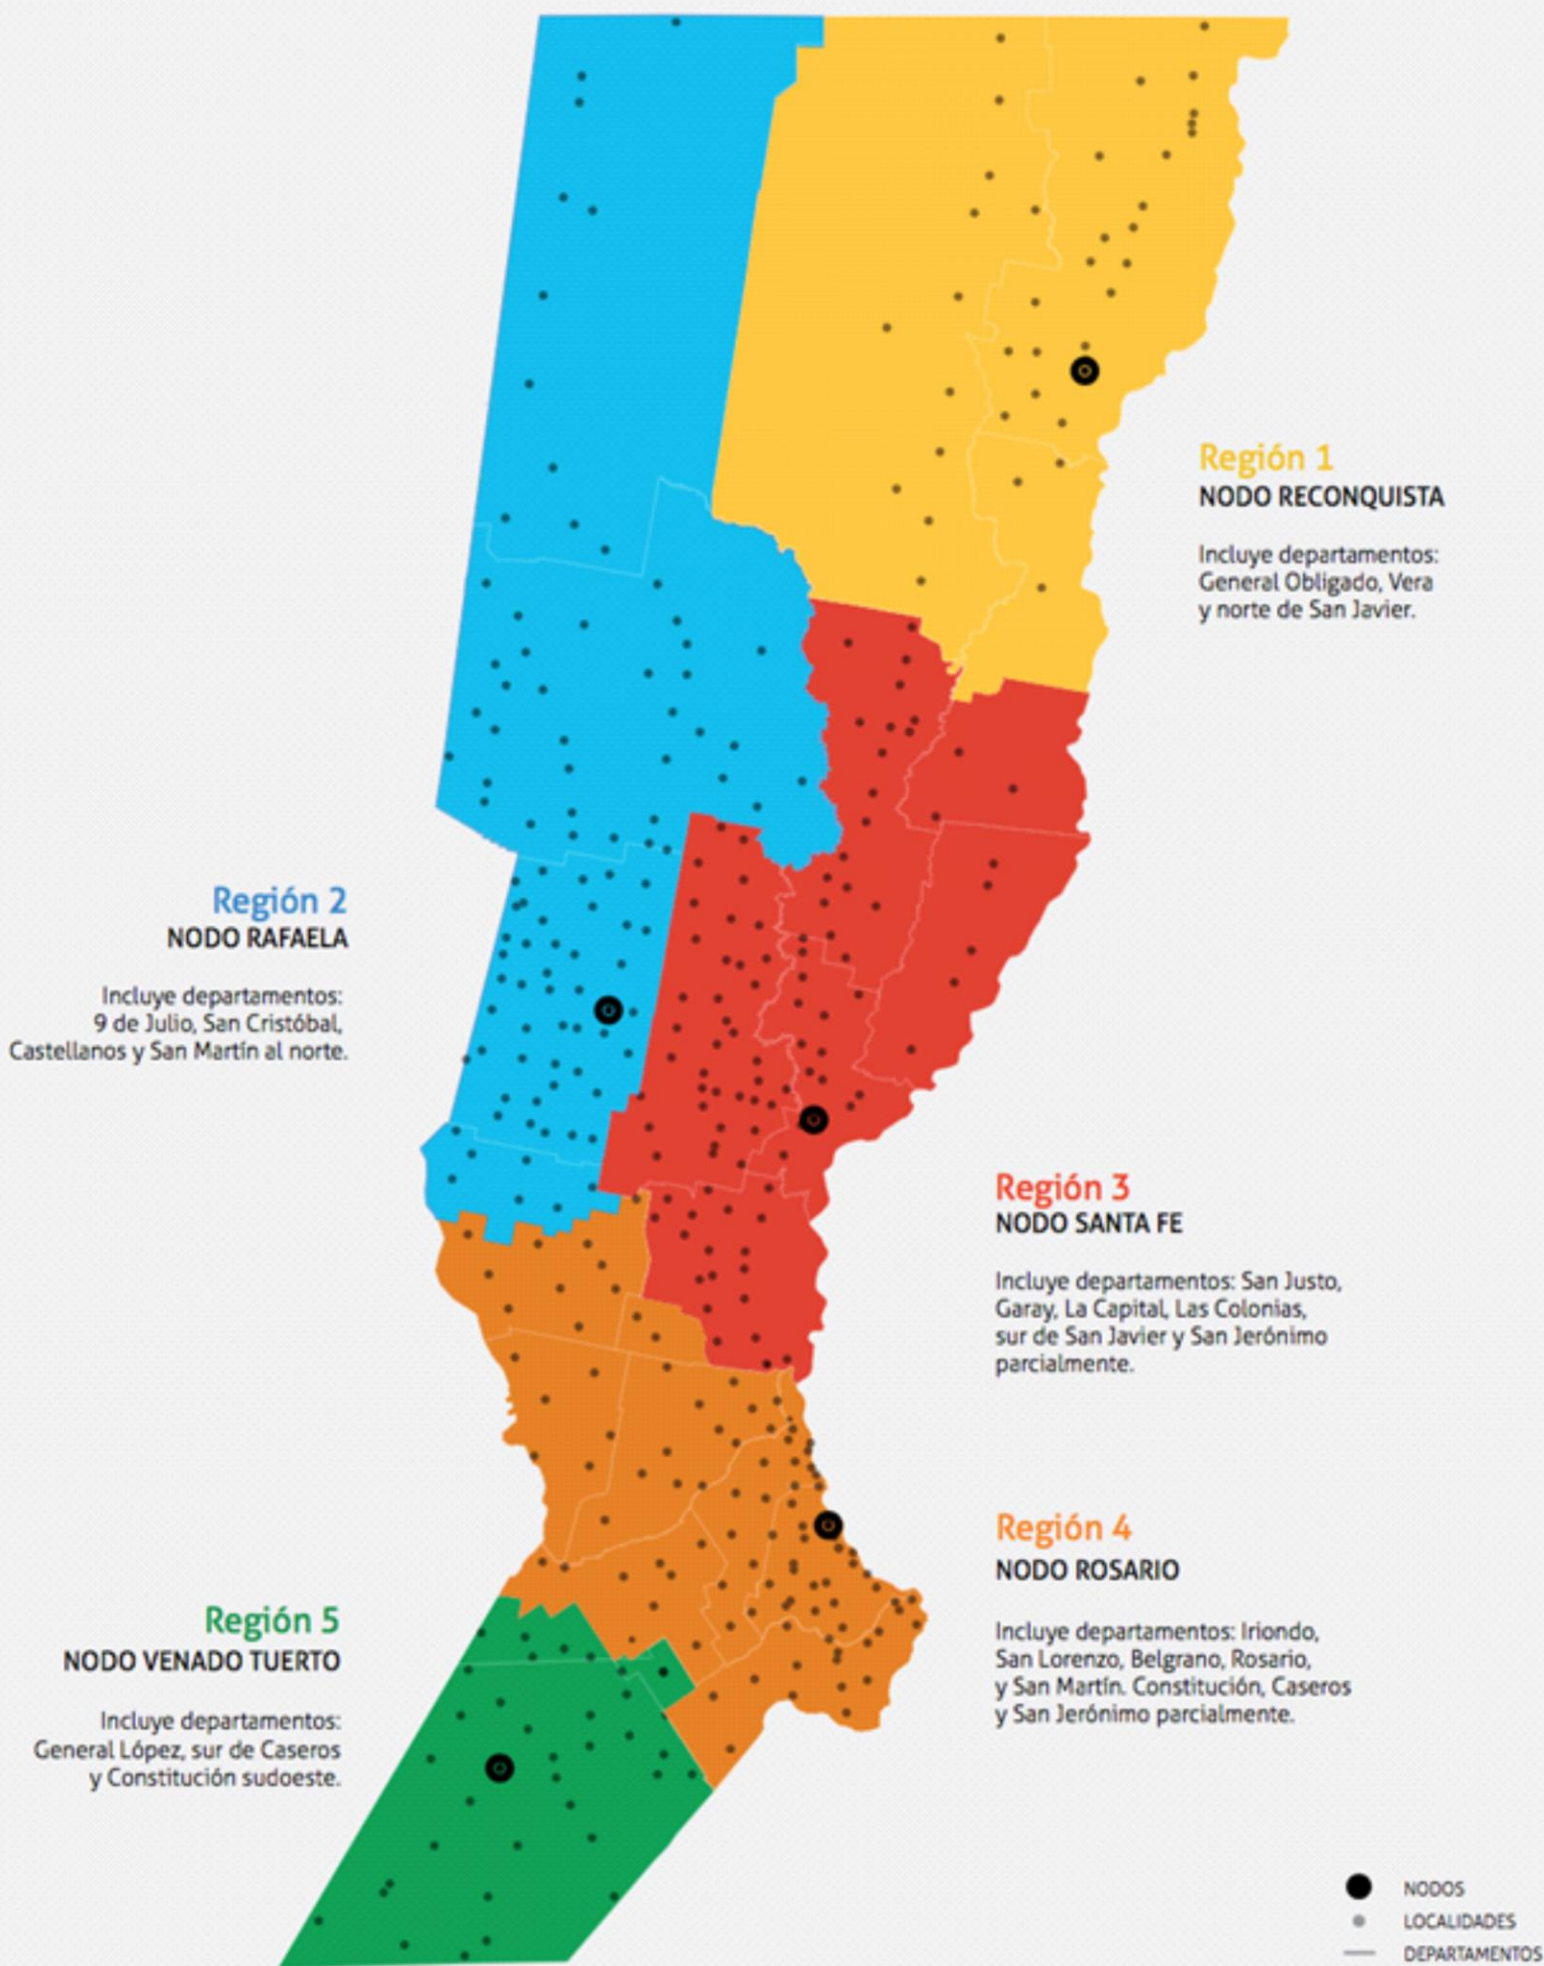 Región 1
NODO RECONQUISTA
Incluye departamentos:
General Obligado, Vera
y norte de San Javier.
Región 2
NODO RAFAELA
Incluye departamentos:
9 de Julio, San Cristóbal,
Castellanos y San Martín al norte.
Región 3
NODO SANTA FE
Incluye departamentos: San Justo,
Garay, La Capital, Las Colonias,
sur de San Javier y San Jerónimo
parcialmente.
Región 4
NODO ROSARIO
Incluye departamentos: Iriondo,
San Lorenzo, Belgrano, Rosario,
y San Martín. Constitución, Caseros
y San Jerónimo parcialmente.
Región 5
NODO VENADO TUERTO
Incluye departamentos:
General López, sur de Caseros
y Constitución sudoeste.
NODOS
LOCALIDADES
DEPARTAMENTOS